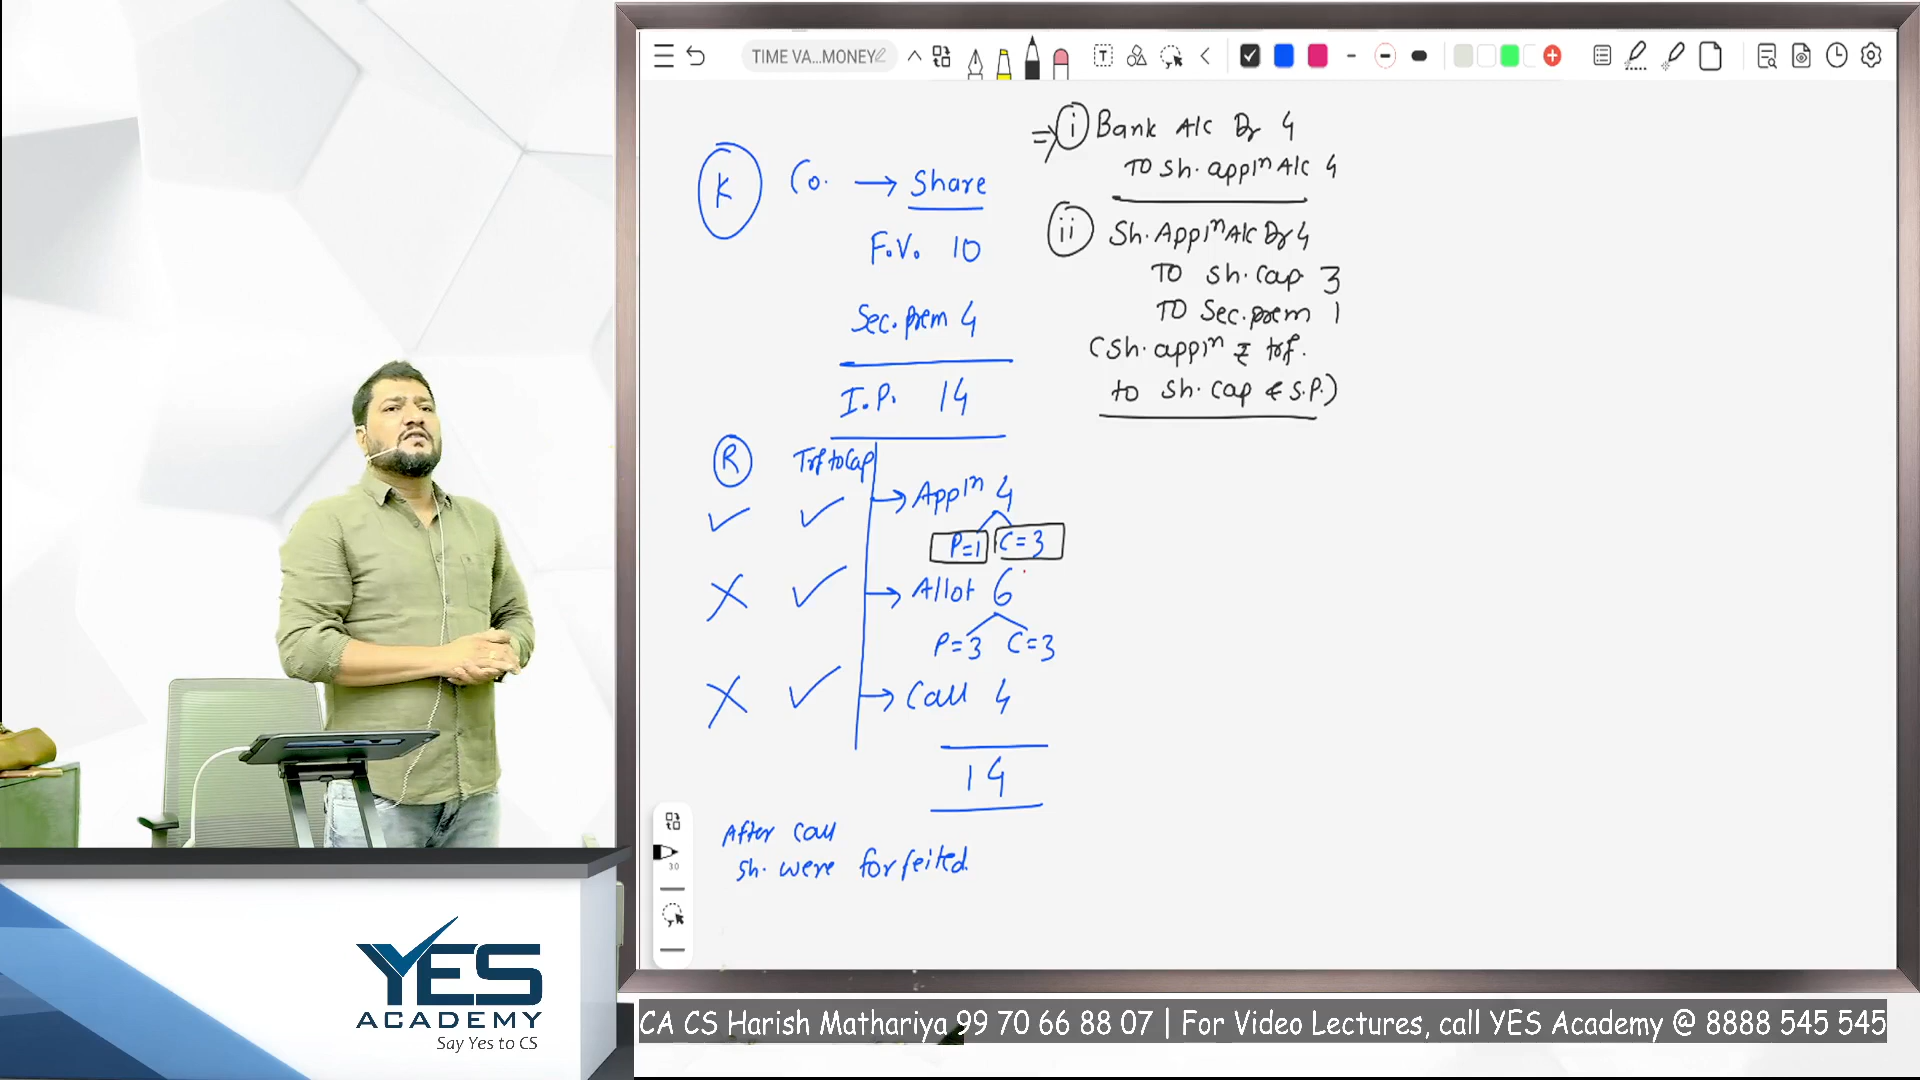 TIME VA...MONEY
K Co. → Share
F.V. 10
Sec. prem 4
I.P. 14
R Trf to Cap
→ Appln 4
P=1 C=3
→ Allot 6
P=3 C=3
→ Call 4
14
After call
sh. were forfeited.
⇒ i Bank A/c Dr 4
TO sh. appln A/c 4
ii Sh. Appln A/c Dr 4
TO sh. cap 3
TO Sec. prem 1
(sh. appln ₹ trf.
to sh. cap & S.P.)
30
YES
ACADEMY
Say Yes to CS
CA CS Harish Mathariya 99 70 66 88 07 | For Video Lectures, call YES Academy @ 8888 545 545